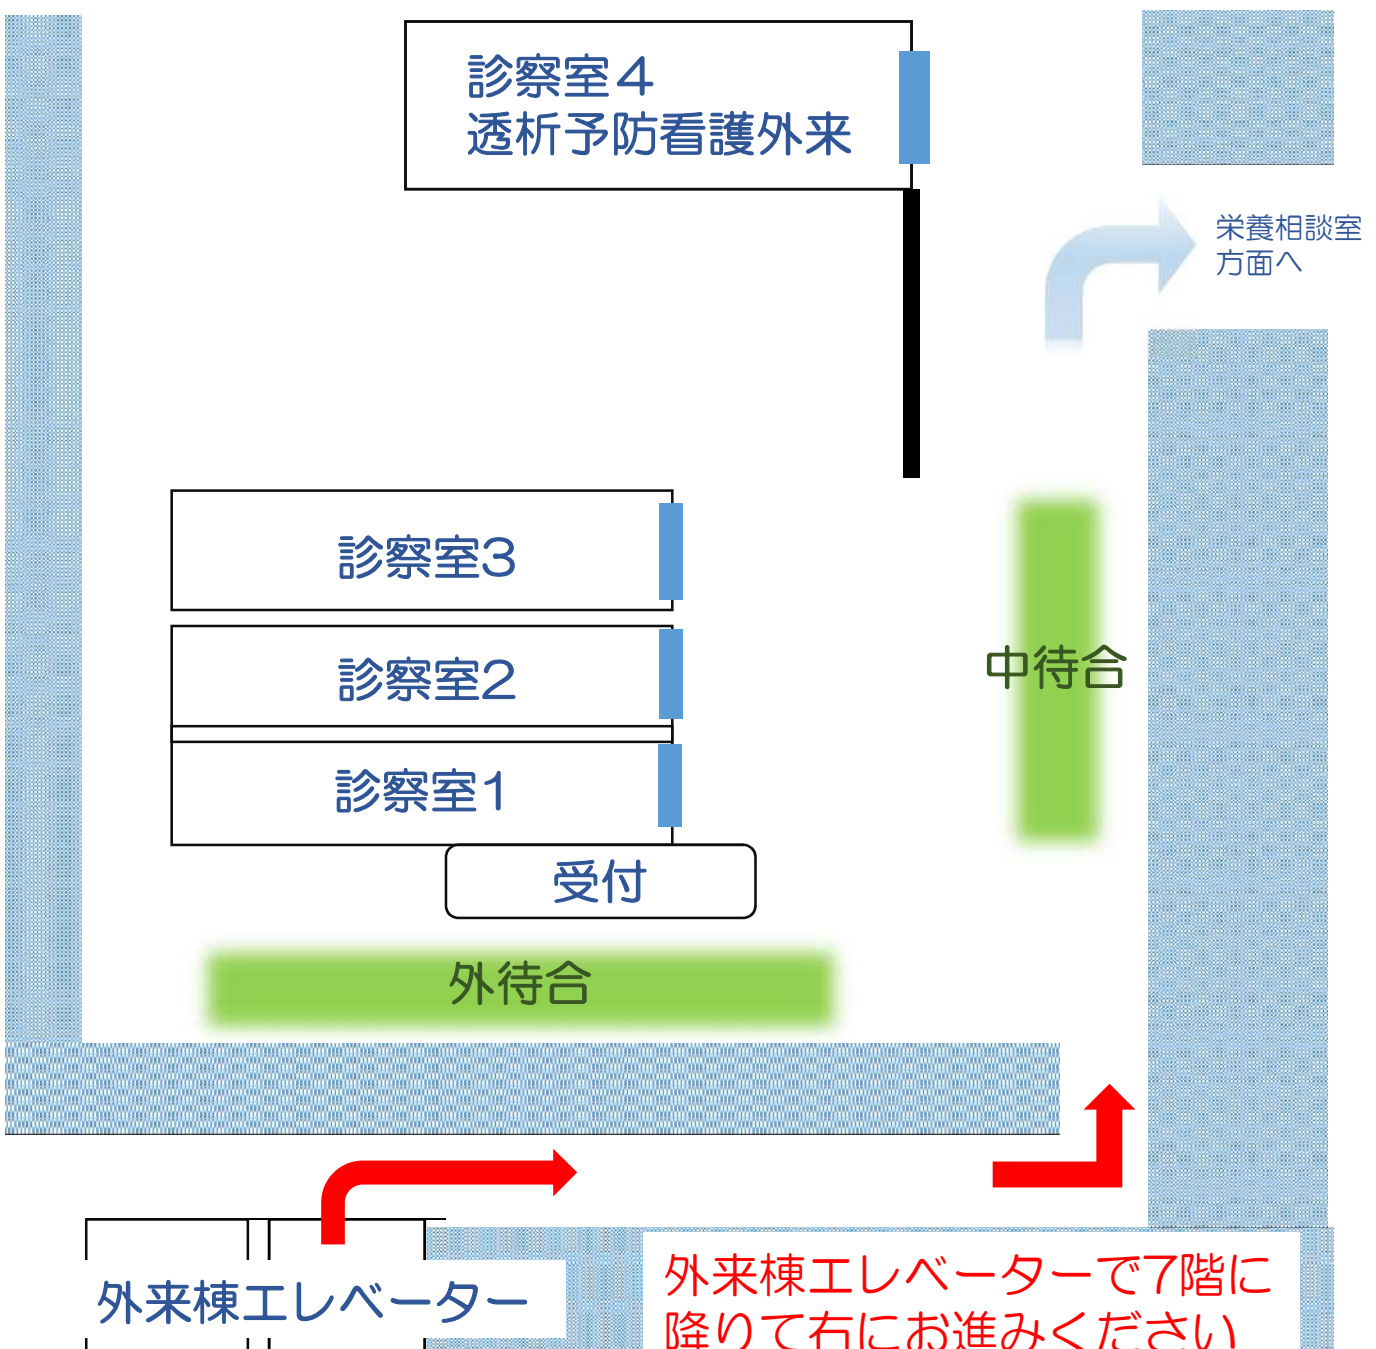 診察室４
透析予防看護外来
栄養相談室
方面へ
診察室3
診察室2
中待合
診察室1
受付
外待合
外来棟エレベーター
外来棟エレベーターで7階に
降りて右にお進みください